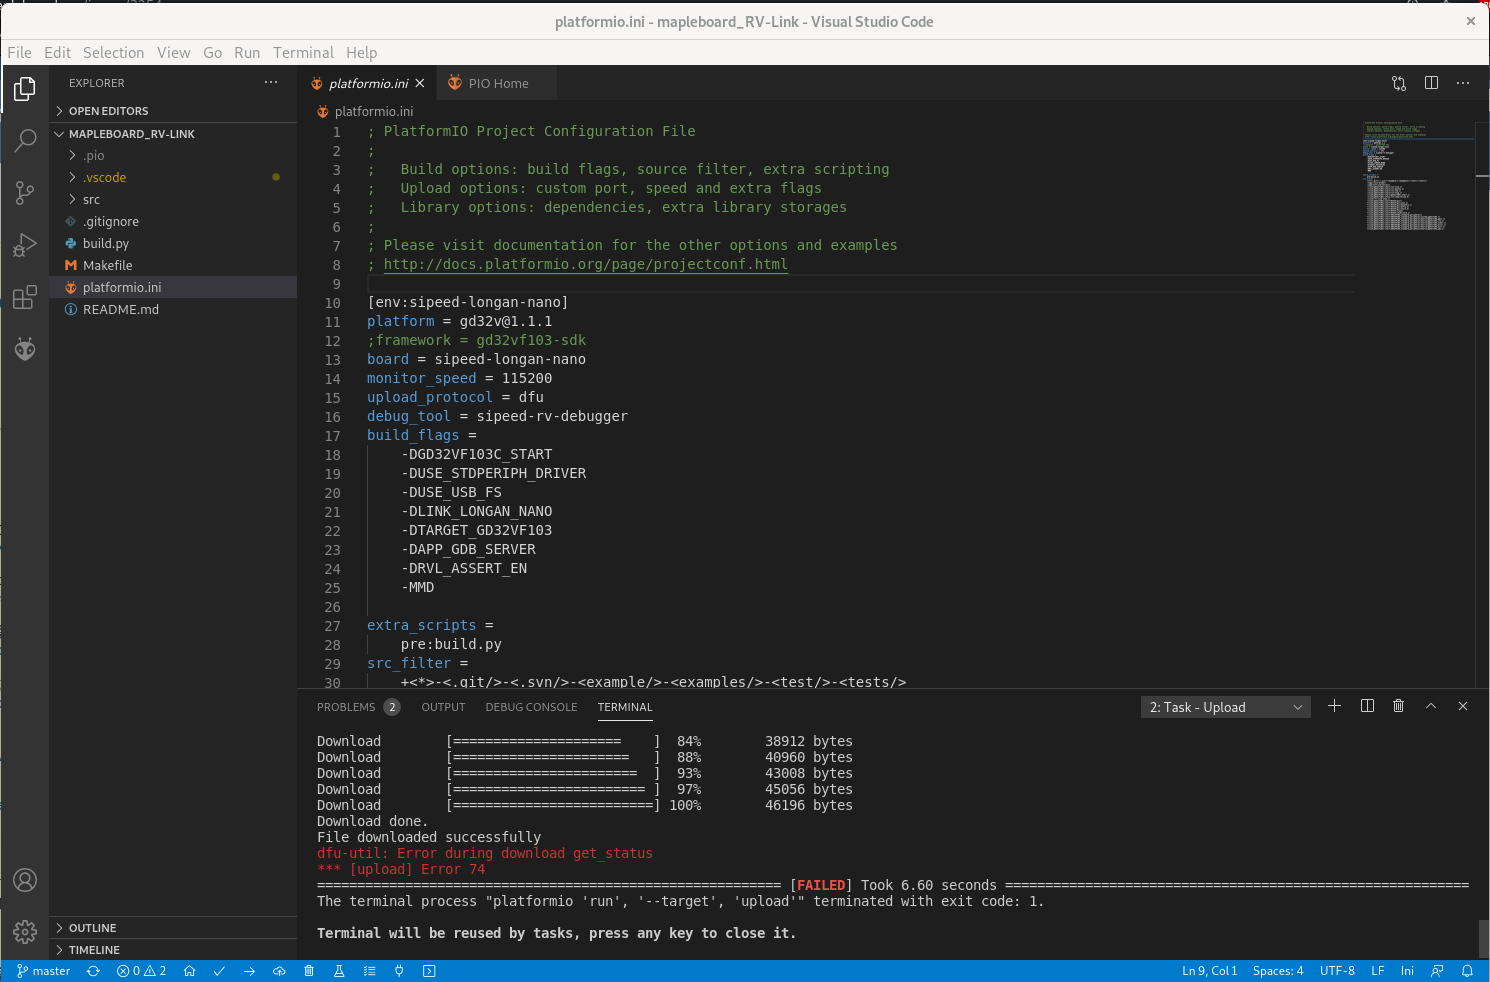 platformio.ini - mapleboard_RV-Link - Visual Studio Code
File Edit Selection View Go Run Terminal Help
EXPLORER
OPEN EDITORS
MAPLEBOARD_RV-LINK
.pio
.vscode
src
.gitignore
build.py
Makefile
platformio.ini
README.md
OUTLINE
TIMELINE
platformio.ini PIO Home
platformio.ini
1 ; PlatformIO Project Configuration File
2 ;
3 ;   Build options: build flags, source filter, extra scripting
4 ;   Upload options: custom port, speed and extra flags
5 ;   Library options: dependencies, extra library storages
6 ;
7 ; Please visit documentation for the other options and examples
8 ; http://docs.platformio.org/page/projectconf.html
9
10 [env:sipeed-longan-nano]
11 platform = gd32v@1.1.1
12 ;framework = gd32vf103-sdk
13 board = sipeed-longan-nano
14 monitor_speed = 115200
15 upload_protocol = dfu
16 debug_tool = sipeed-rv-debugger
17 build_flags =
18     -DGD32VF103C_START
19     -DUSE_STDPERIPH_DRIVER
20     -DUSE_USB_FS
21     -DLINK_LONGAN_NANO
22     -DTARGET_GD32VF103
23     -DAPP_GDB_SERVER
24     -DRVL_ASSERT_EN
25     -MMD
26
27 extra_scripts =
28     pre:build.py
29 src_filter =
30     +<*>-<.git/>-<.svn/>-<example/>-<examples/>-<test/>-<tests/>
PROBLEMS 2 OUTPUT DEBUG CONSOLE TERMINAL 2: Task - Upload
Download        [=====================    ]  84%        38912 bytes
Download        [======================   ]  88%        40960 bytes
Download        [=======================  ]  93%        43008 bytes
Download        [======================== ]  97%        45056 bytes
Download        [=========================] 100%        46196 bytes
Download done.
File downloaded successfully
dfu-util: Error during download get_status
*** [upload] Error 74
========================================================== [FAILED] Took 6.60 seconds ==========================================================
The terminal process "platformio 'run', '--target', 'upload'" terminated with exit code: 1.
Terminal will be reused by tasks, press any key to close it.
master 0 2 Ln 9, Col 1 Spaces: 4 UTF-8 LF Ini